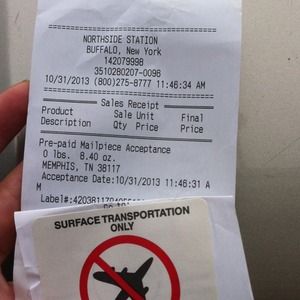 NORTHSIDE STATION
BUFFALO, New York
142079998
3510280207-0096
10/31/2013 (800)275-8777 11:46:34 AM
Sales Receipt
Product Sale Unit Final
Description Qty Price Price
Pre-paid Mailpiece Acceptance
0 lbs. 8.40 oz.
MEMPHIS, TN 38117
Acceptance Date:10/31/2013 11:46:31 A
M
Label#:
SURFACE TRANSPORTATION
ONLY